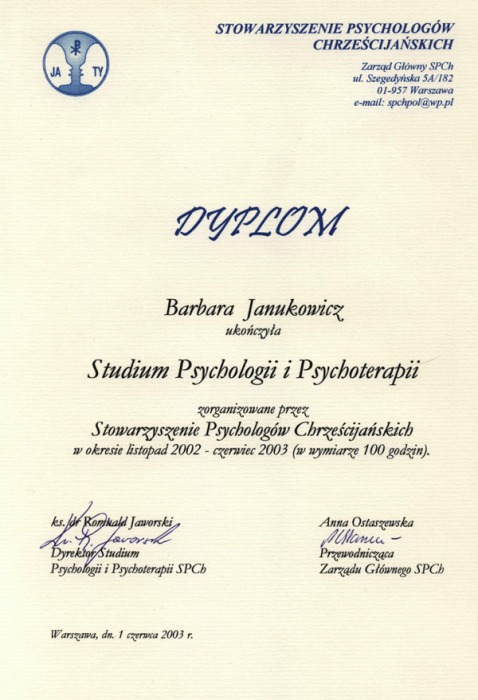 STOWARZYSZENIE PSYCHOLOGÓW
CHRZEŚCIJAŃSKICH
Zarząd Główny SPCh
ul. Szegedyńska 5A/182
01-957 Warszawa
e-mail: spchpol@wp.pl
JA TY
DYPLOM
Barbara Janukowicz
ukończyła
Studium Psychologii i Psychoterapii
zorganizowane przez
Stowarzyszenie Psychologów Chrześcijańskich
w okresie listopad 2002 - czerwiec 2003 (w wymiarze 100 godzin).
ks. dr Romuald Jaworski
Dyrektor Studium
Psychologii i Psychoterapii SPCh
Anna Ostaszewska
Przewodnicząca
Zarządu Głównego SPCh
Warszawa, dn. 1 czerwca 2003 r.